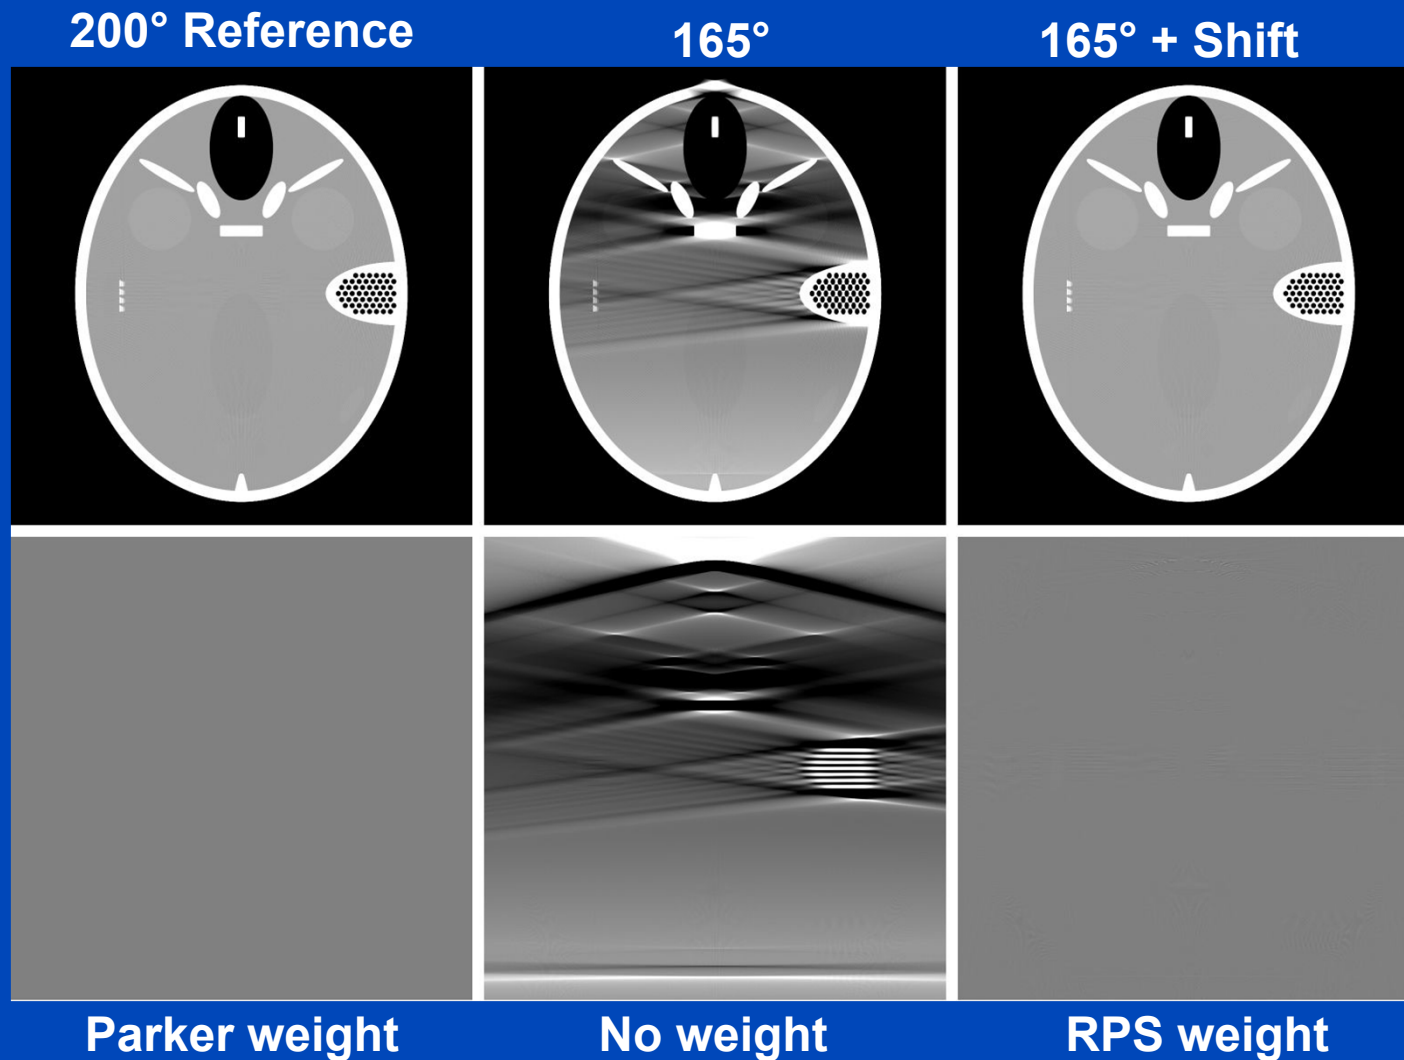 200° Reference
165°
165° + Shift
Parker weight
No weight
RPS weight